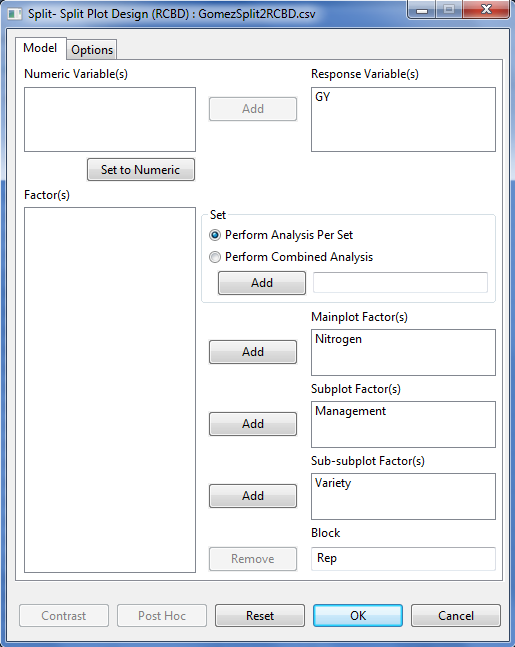 Split- Split Plot Design (RCBD) : GomezSplit2RCBD.csv
Model
Options
Numeric Variable(s)
Response Variable(s)
Add
GY
Set to Numeric
Factor(s)
Set
Perform Analysis Per Set
Perform Combined Analysis
Add
Mainplot Factor(s)
Add
Nitrogen
Subplot Factor(s)
Add
Management
Sub-subplot Factor(s)
Add
Variety
Block
Remove
Rep
Contrast
Post Hoc
Reset
OK
Cancel